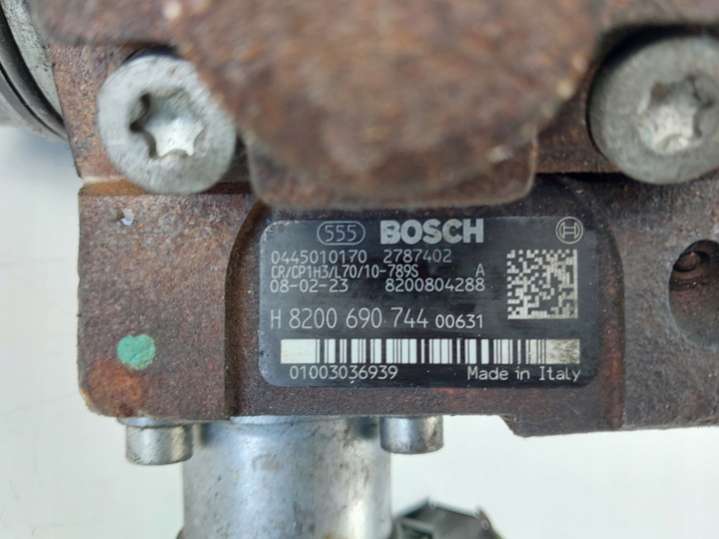 555 BOSCH
0445010170 2787402
CR/CP1H3/L70/10-789S A
08-02-23 8200804288
H 8200 690 744 00631
01003036939 Made in Italy